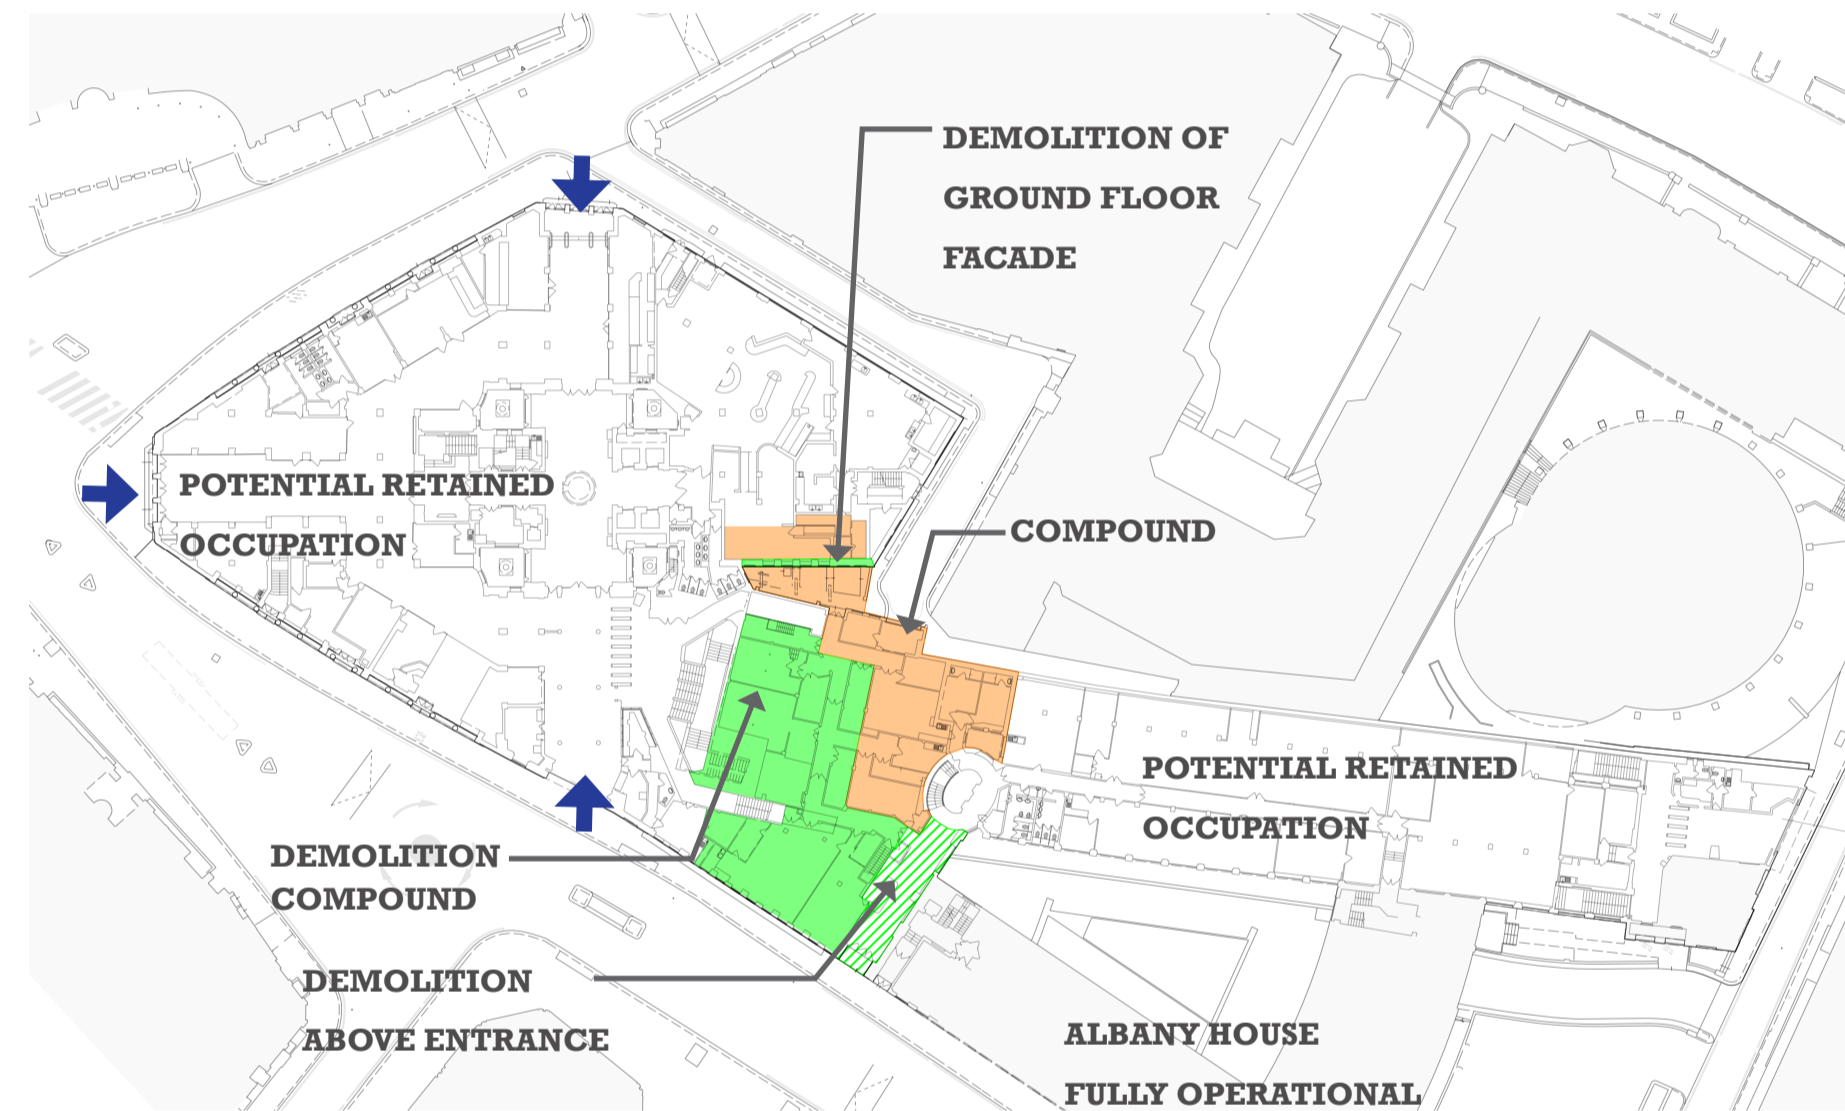 DEMOLITION OF
GROUND FLOOR
FACADE
POTENTIAL RETAINED
OCCUPATION
COMPOUND
POTENTIAL RETAINED
OCCUPATION
DEMOLITION
COMPOUND
DEMOLITION
ABOVE ENTRANCE
ALBANY HOUSE
FULLY OPERATIONAL